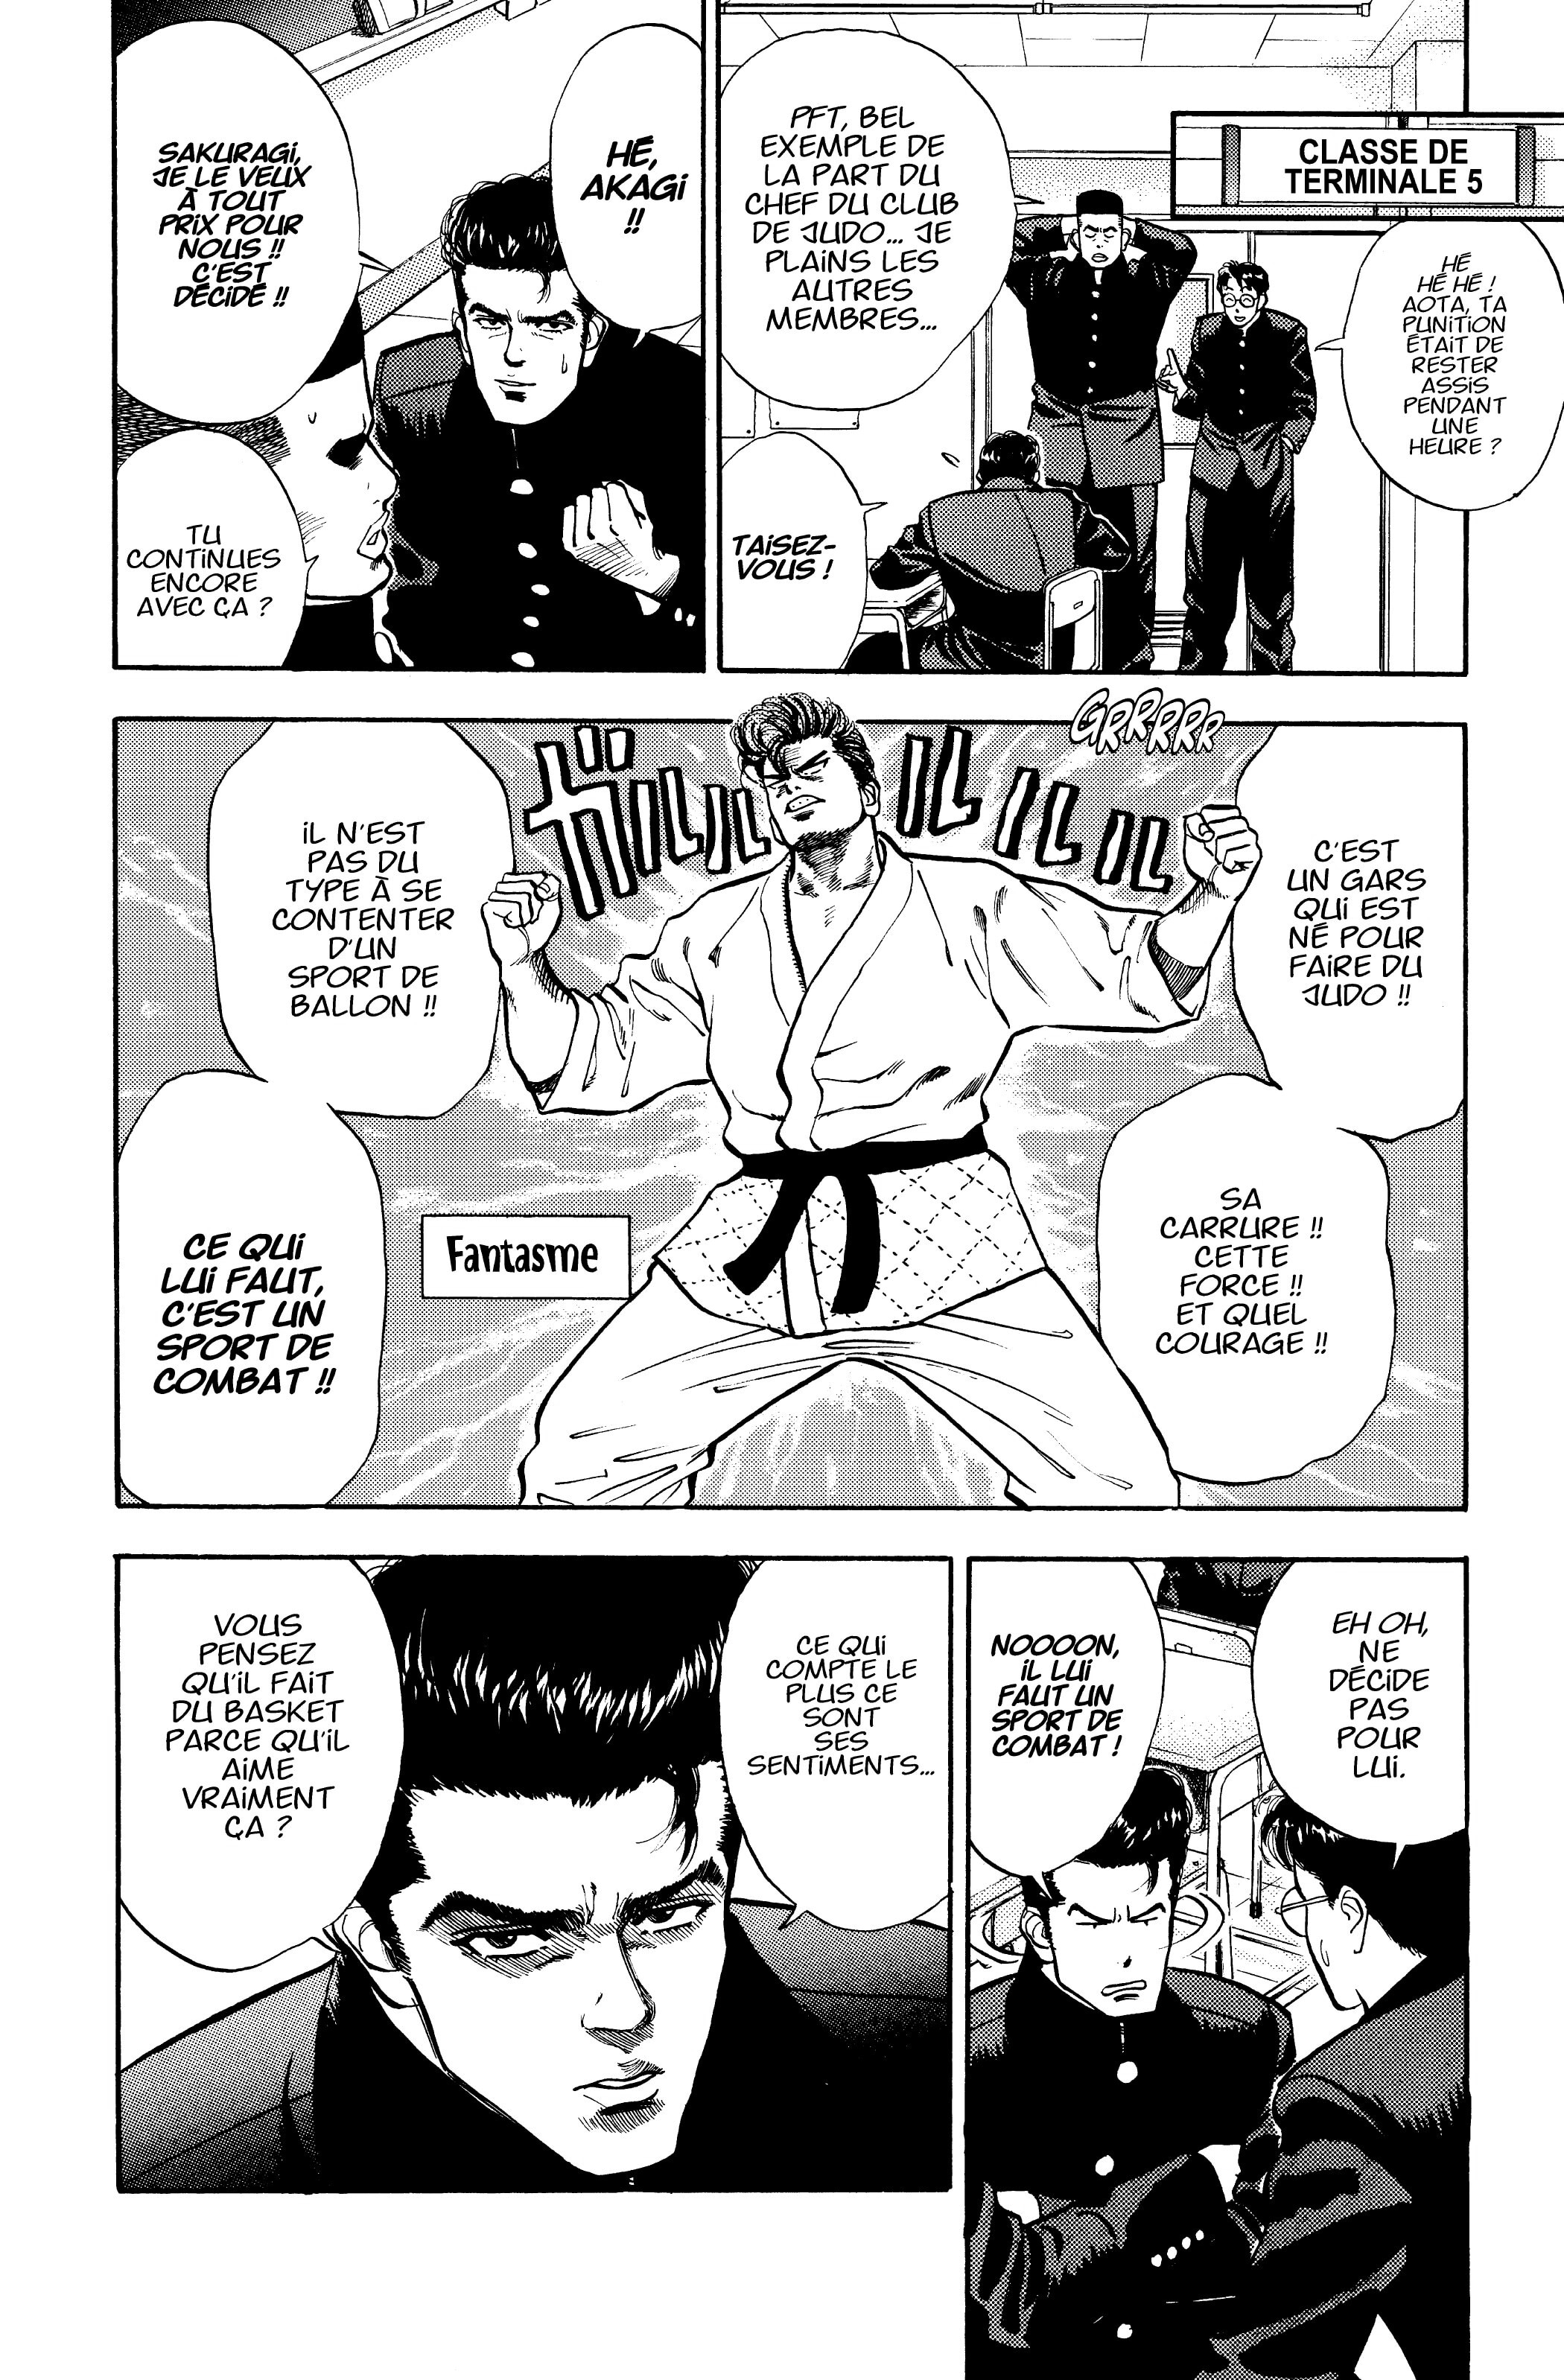 CLASSE DE
TERMINALE 5
HÉ
HÉ HÉ !
AOTA, TA
PUNITION
ÉTAIT DE
RESTER
ASSIS
PENDANT
UNE
HEURE ?
PFT, BEL
EXEMPLE DE
LA PART DU
CHEF DU CLUB
DE JUDO... JE
PLAINS LES
AUTRES
MEMBRES...
TAISEZ-
VOUS !
HÉ,
AKAGI
!!
SAKURAGI,
JE LE VEUX
À TOUT
PRIX POUR
NOUS !!
C'EST
DÉCIDÉ !!
TU
CONTINUES
ENCORE
AVEC ÇA ?
GRRRRR
ガルルルルル
C'EST
UN GARS
QUI EST
NÉ POUR
FAIRE DU
JUDO !!
SA
CARRURE !!
CETTE
FORCE !!
ET QUEL
COURAGE !!
IL N'EST
PAS DU
TYPE À SE
CONTENTER
D'UN
SPORT DE
BALLON !!
CE QUI
LUI FAUT,
C'EST UN
SPORT DE
COMBAT !!
Fantasme
EH OH,
NE
DÉCIDE
PAS
POUR
LUI.
NOOOON,
IL LUI
FAUT UN
SPORT DE
COMBAT !
CE QUI
COMPTE LE
PLUS CE
SONT
SES
SENTIMENTS...
VOUS
PENSEZ
QU'IL FAIT
DU BASKET
PARCE QU'IL
AIME
VRAIMENT
ÇA ?